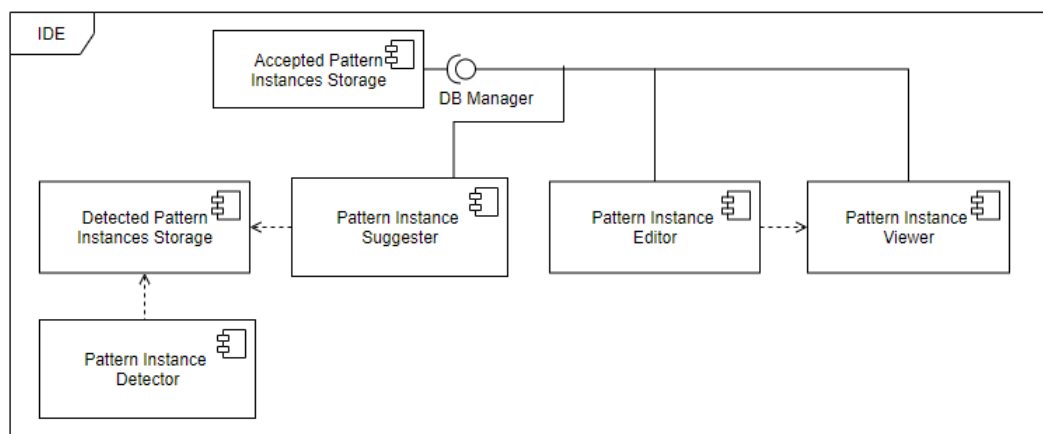 IDE
Accepted Pattern
Instances Storage
DB Manager
Detected Pattern
Instances Storage
Pattern Instance
Suggester
Pattern Instance
Editor
Pattern Instance
Viewer
Pattern Instance
Detector